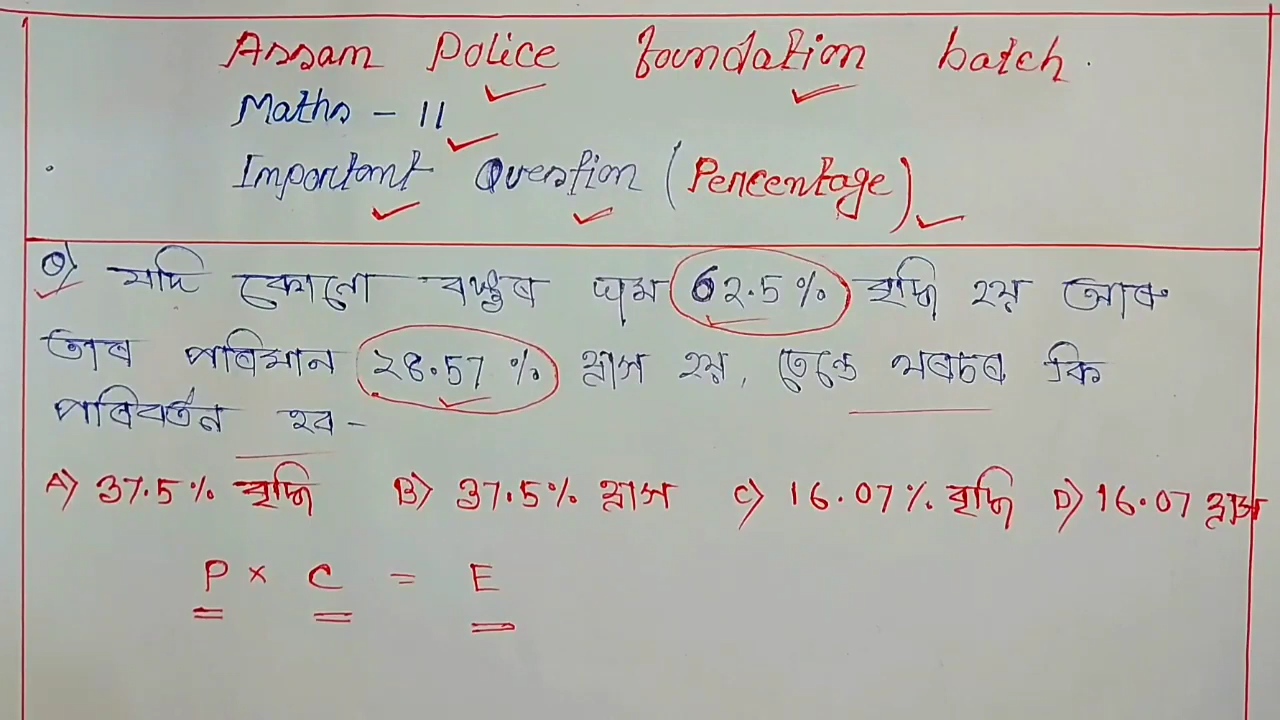 Assam Police foundation batch.
Maths - 11
Important Question (Percentage)
Q) যদি কোনো বস্তুৰ দাম 62.5% বৃদ্ধি হয় আৰু
তাৰ পৰিমান 28.57% হ্ৰাস হয়, তেন্তে খৰচৰ কি
পৰিবৰ্তন হব -
A) 37.5% বৃদ্ধি B) 37.5% হ্ৰাস C) 16.07% বৃদ্ধি D) 16.07 হ্ৰাস
P × C = E